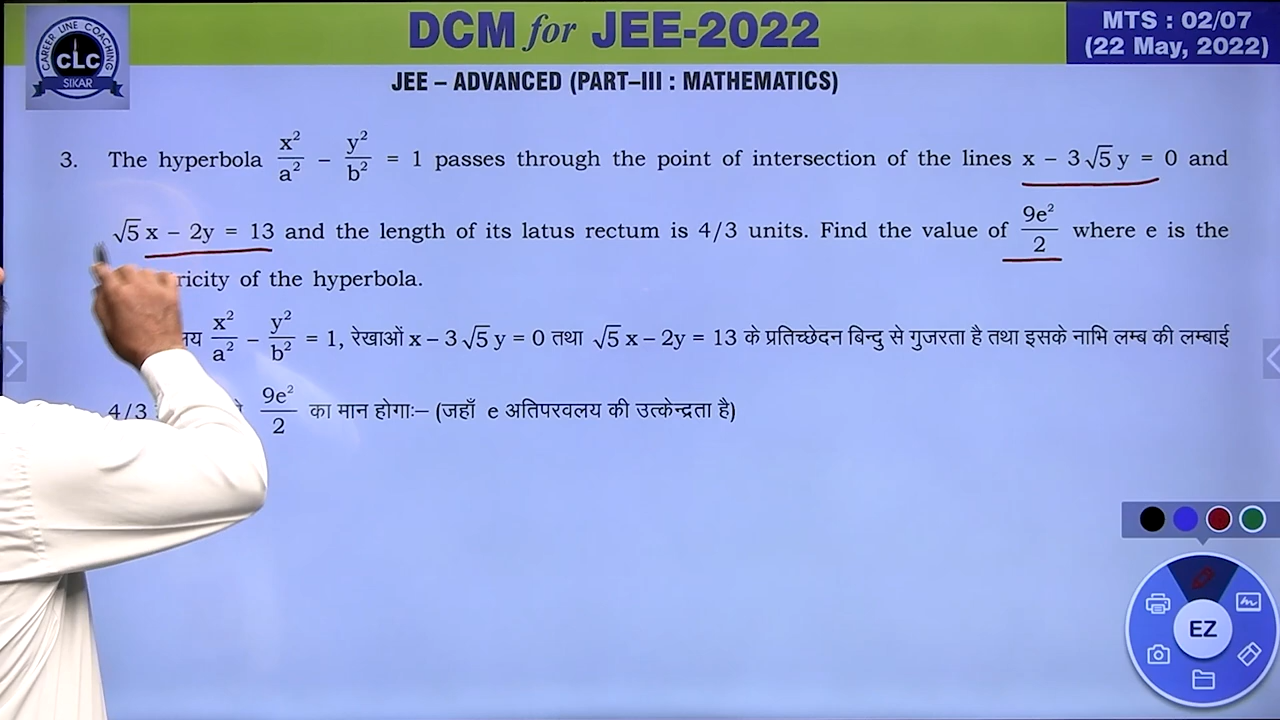 CAREER LINE COACHING
CLC
SIKAR
DCM for JEE-2022
MTS : 02/07
(22 May, 2022)
JEE – ADVANCED (PART–III : MATHEMATICS)
3. The hyperbola x²/a² − y²/b² = 1 passes through the point of intersection of the lines x − 3√5 y = 0 and
√5 x − 2y = 13 and the length of its latus rectum is 4/3 units. Find the value of 9e²/2 where e is the
ricity of the hyperbola.
x²/a² − y²/b² = 1, रेखाओं x − 3√5 y = 0 तथा √5 x − 2y = 13 के प्रतिच्छेदन बिन्दु से गुजरता है तथा इसके नाभि लम्ब की लम्बाई
4/3 9e²/2 का मान होगाः– (जहाँ e अतिपरवलय की उत्केन्द्रता है)
EZ